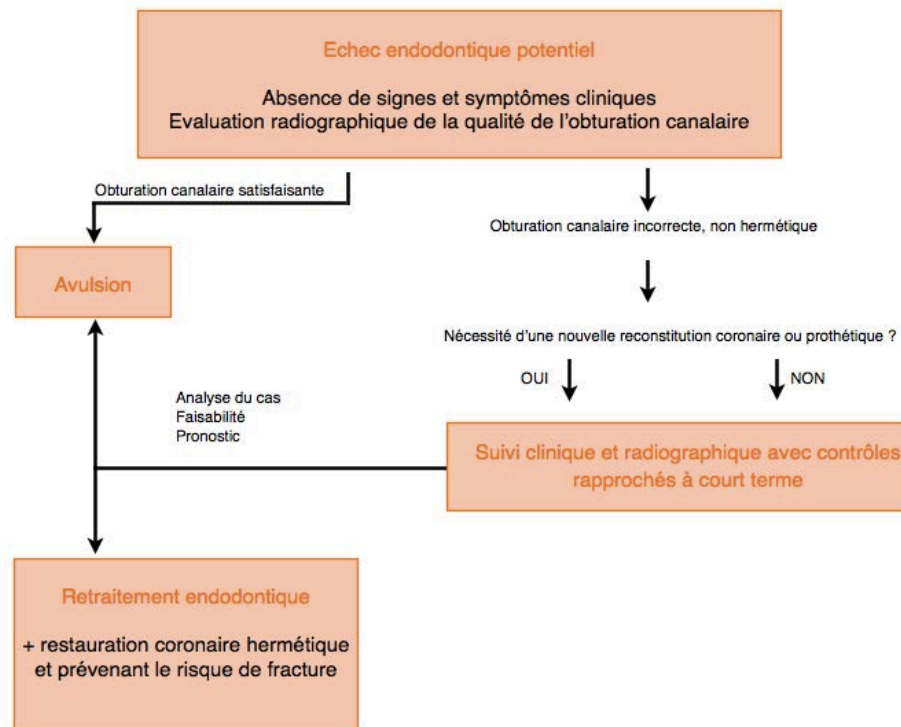 Echec endodontique potentiel
Absence de signes et symptômes cliniques
Evaluation radiographique de la qualité de l'obturation canalaire
Obturation canalaire satisfaisante
Obturation canalaire incorrecte, non hermétique
Avulsion
Nécessité d'une nouvelle reconstitution coronaire ou prothétique ?
OUI
NON
Analyse du cas
Faisabilité
Pronostic
Suivi clinique et radiographique avec contrôles
rapprochés à court terme
Retraitement endodontique
+ restauration coronaire hermétique
et prévenant le risque de fracture